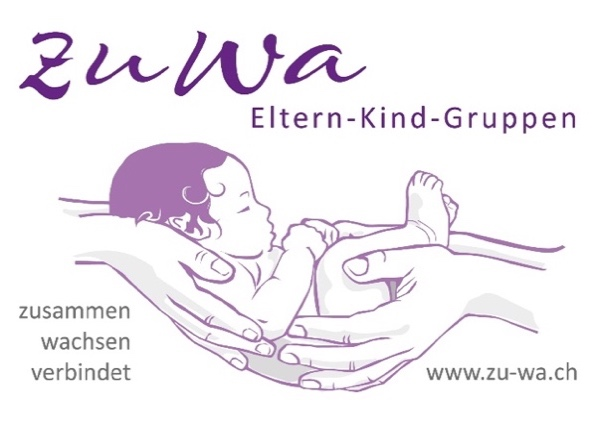 zuWa
Eltern-Kind-Gruppen
zusammen
wachsen
verbindet
www.zu-wa.ch